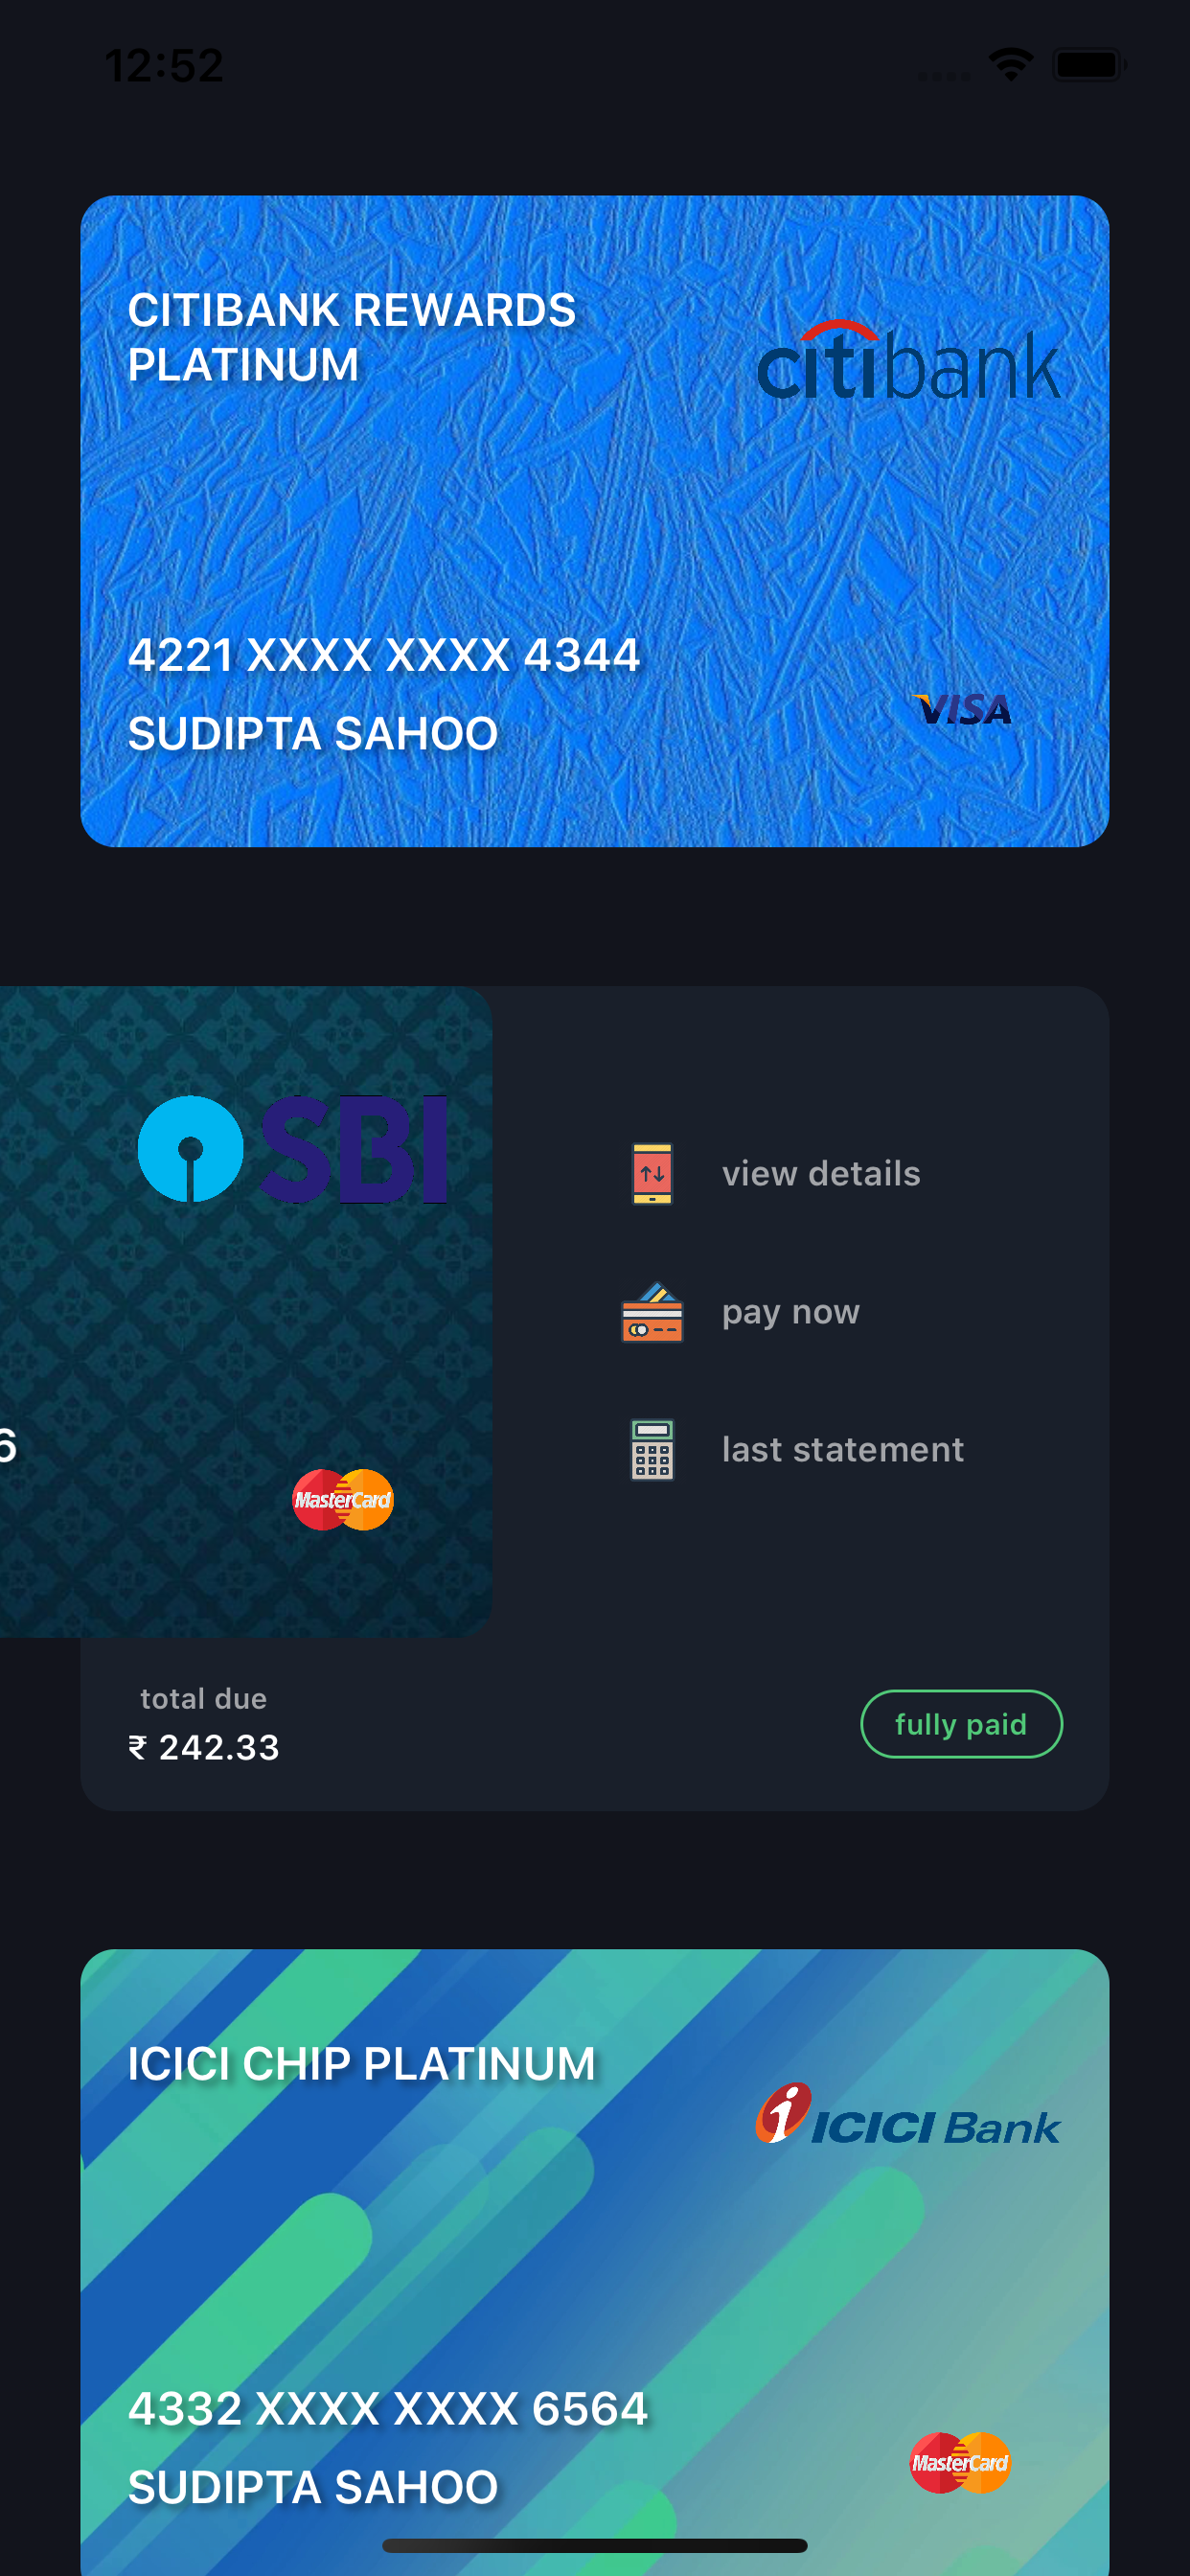 12:52
CITIBANK REWARDS
PLATINUM
citibank
4221 XXXX XXXX 4344
SUDIPTA SAHOO
VISA
SBI
view details
pay now
last statement
6
MasterCard
total due
₹ 242.33
fully paid
ICICI CHIP PLATINUM
i ICICI Bank
4332 XXXX XXXX 6564
SUDIPTA SAHOO
MasterCard